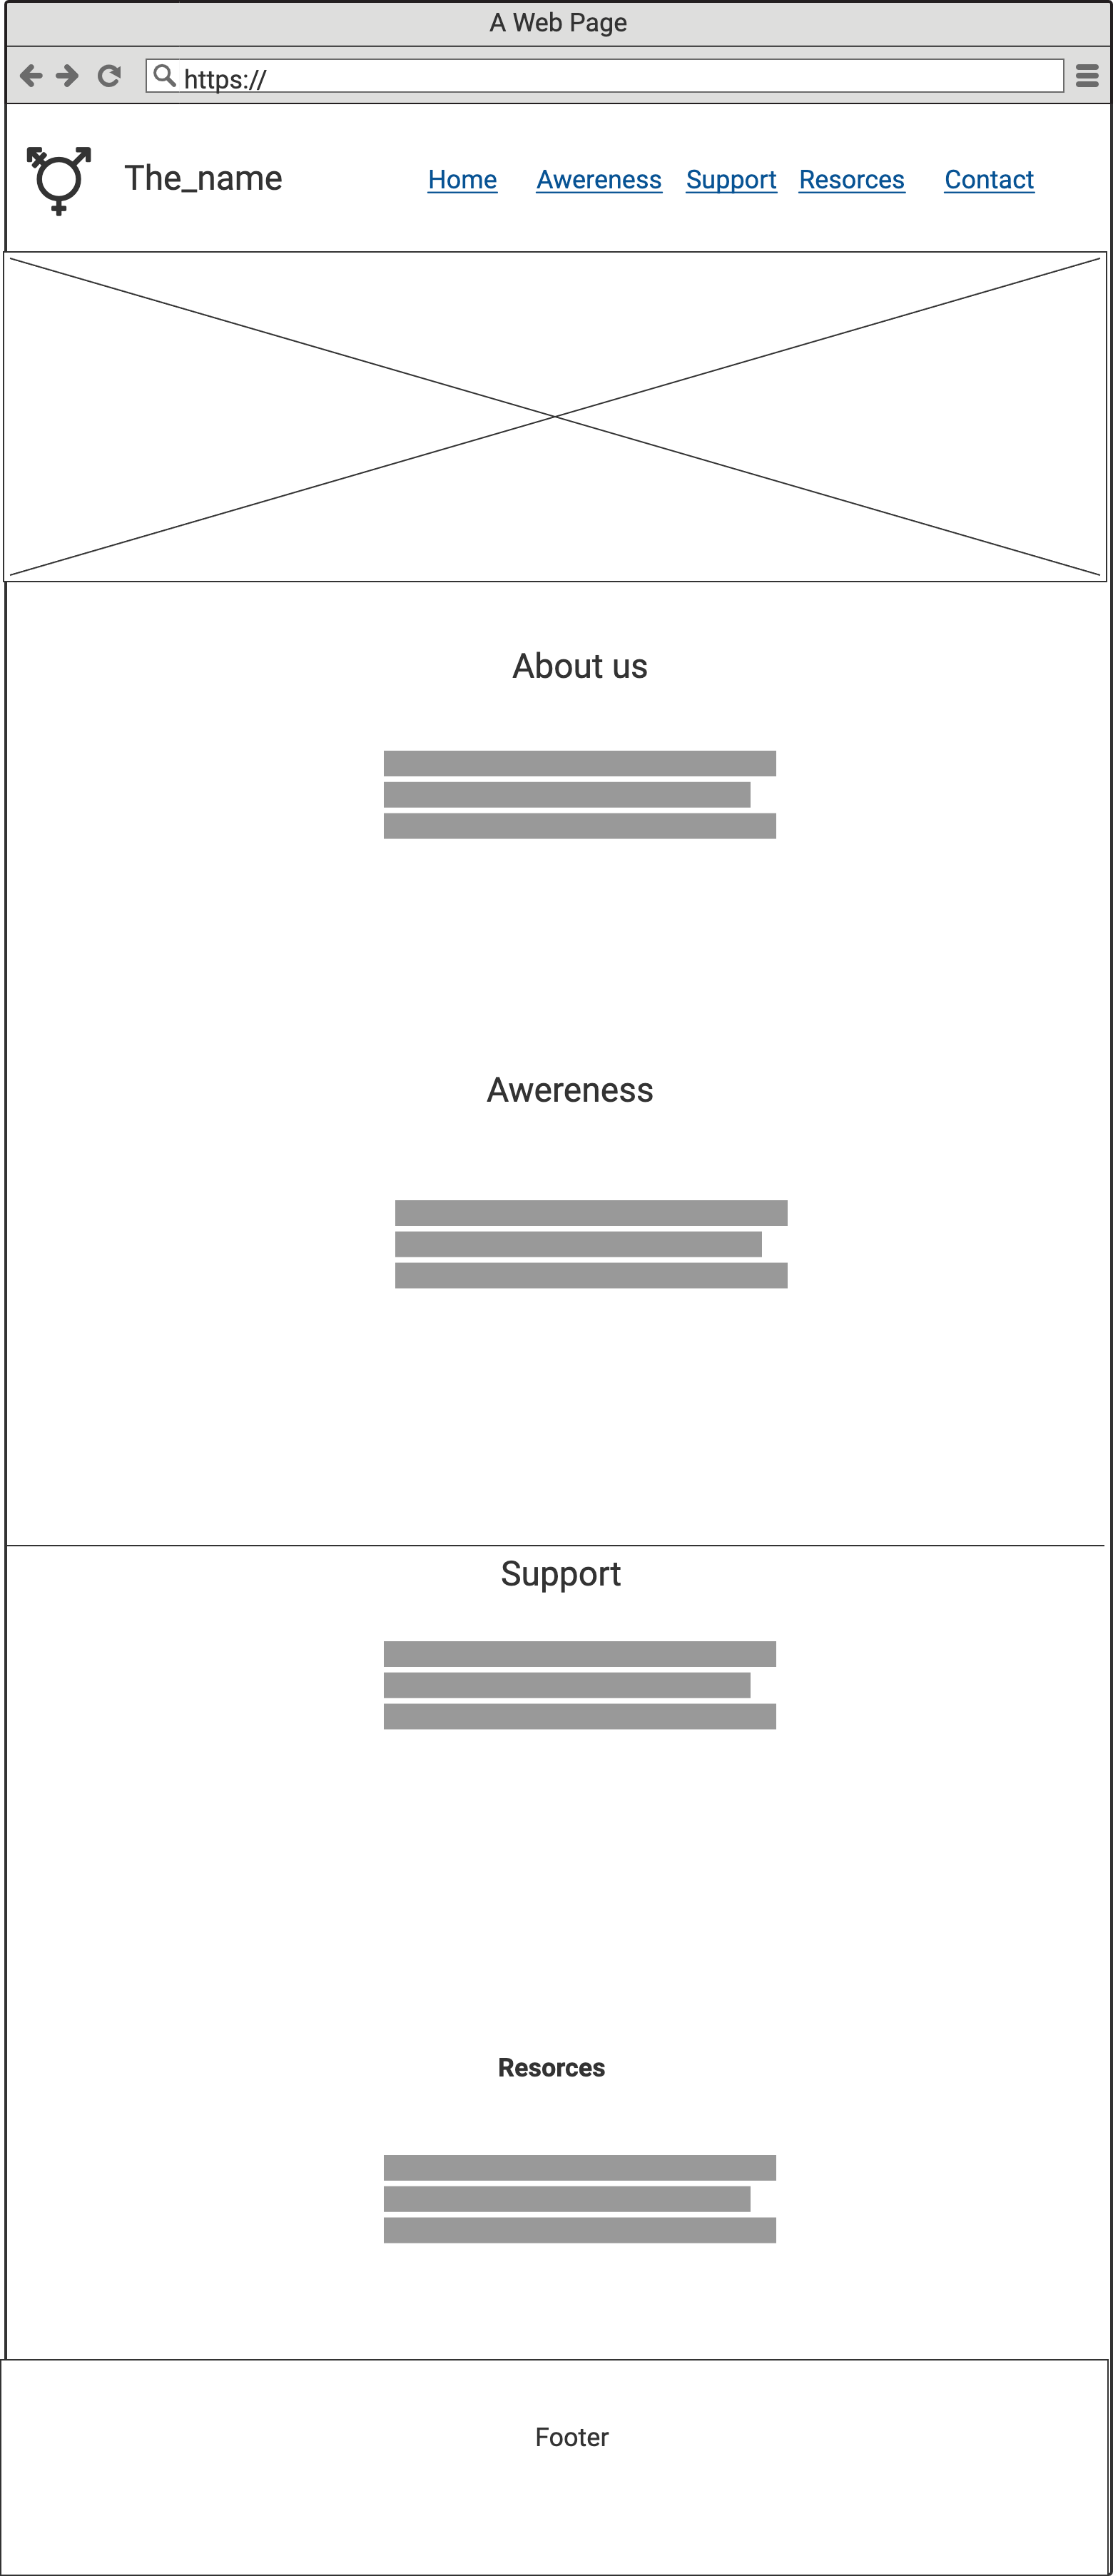 A Web Page
https://
The_name
Home Awereness Support Resorces Contact
About us
Awereness
Support
Resorces
Footer